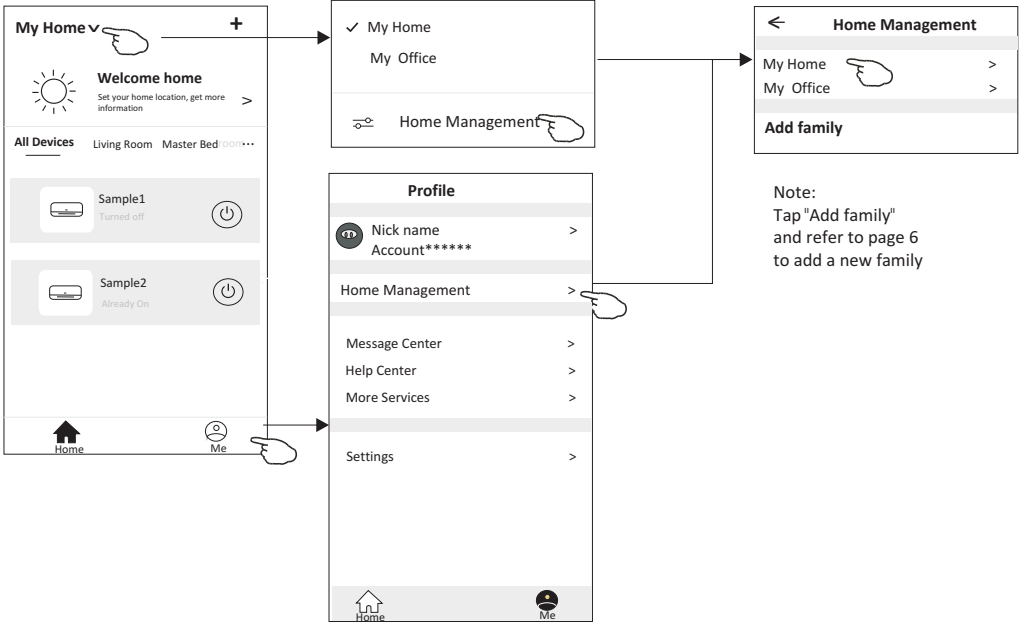 My Home
+
Welcome home
Set your home location, get more
information
>
All Devices Living Room Master Bedroom ...
Sample1
Turned off
Sample2
Already On
Home
Me
✓ My Home
My Office
Home Management
Profile
Nick name >
Account******
Home Management >
Message Center >
Help Center >
More Services >
Settings >
Home
Me
← Home Management
My Home >
My Office >
Add family
Note:
Tap "Add family"
and refer to page 6
to add a new family